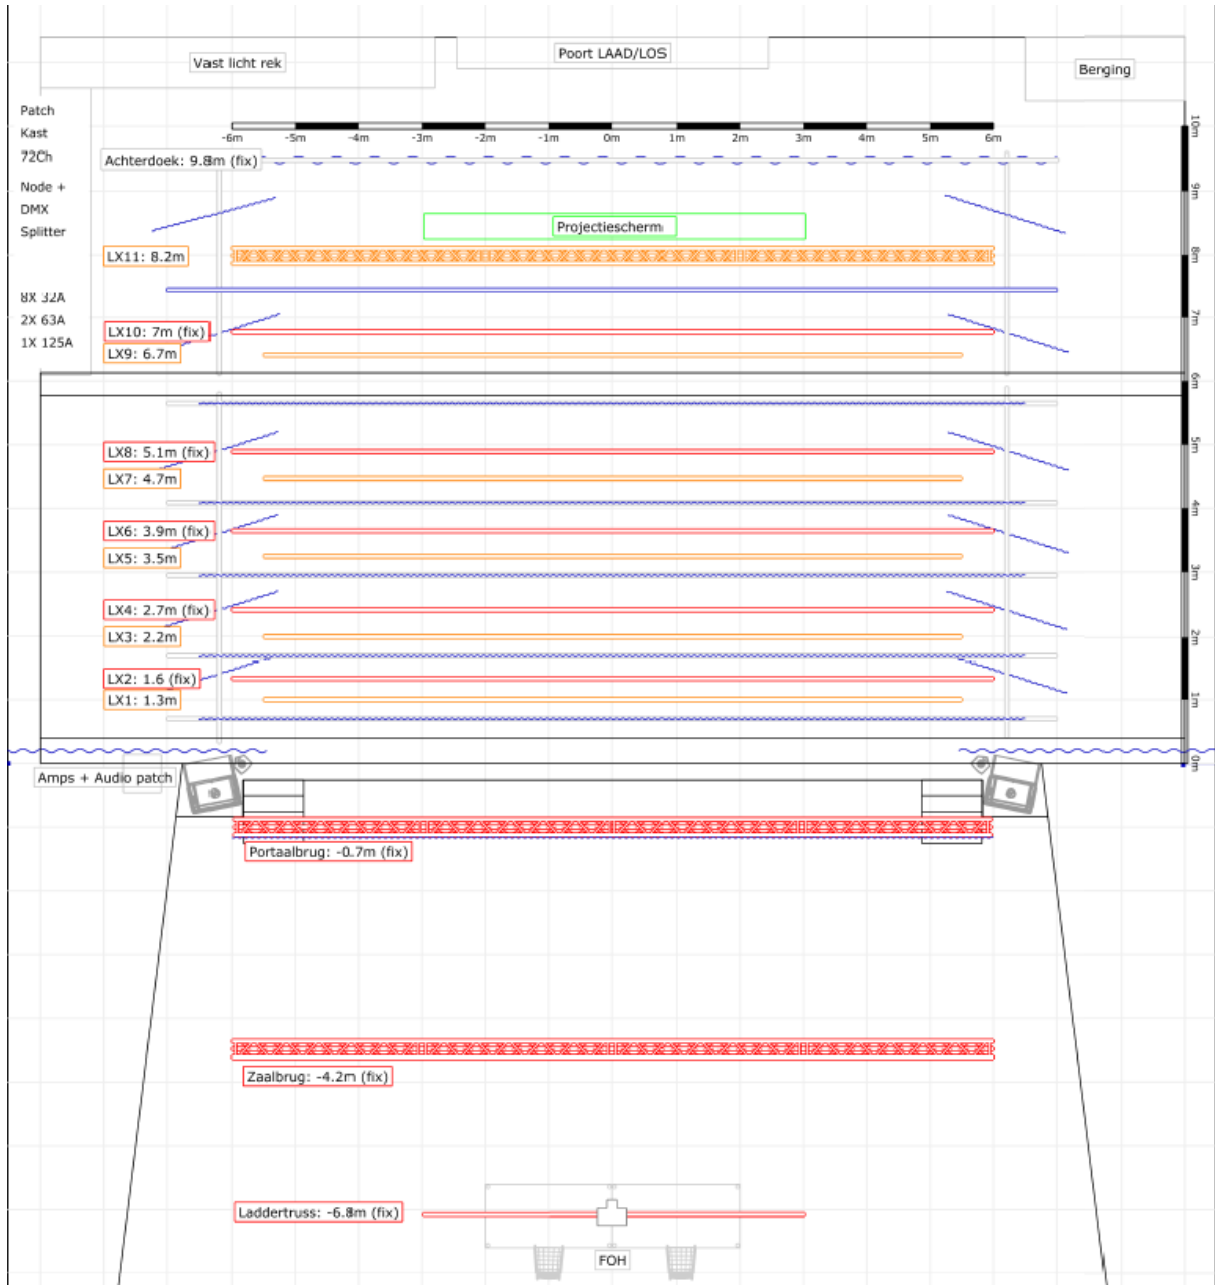 Vast licht rek
Poort LAAD/LOS
Berging
Patch
Kast
72Ch
Node +
DMX
Splitter
8X 32A
2X 63A
1X 125A
-6m -5m -4m -3m -2m -1m 0m 1m 2m 3m 4m 5m 6m
Achterdoek: 9.8m (fix)
Projectiescherm
LX11: 8.2m
LX10: 7m (fix)
LX9: 6.7m
LX8: 5.1m (fix)
LX7: 4.7m
LX6: 3.9m (fix)
LX5: 3.5m
LX4: 2.7m (fix)
LX3: 2.2m
LX2: 1.6 (fix)
LX1: 1.3m
10m
9m
8m
7m
6m
5m
4m
3m
2m
1m
0m
Amps + Audio patch
Portaalbrug: -0.7m (fix)
Zaalbrug: -4.2m (fix)
Laddertruss: -6.8m (fix)
FOH